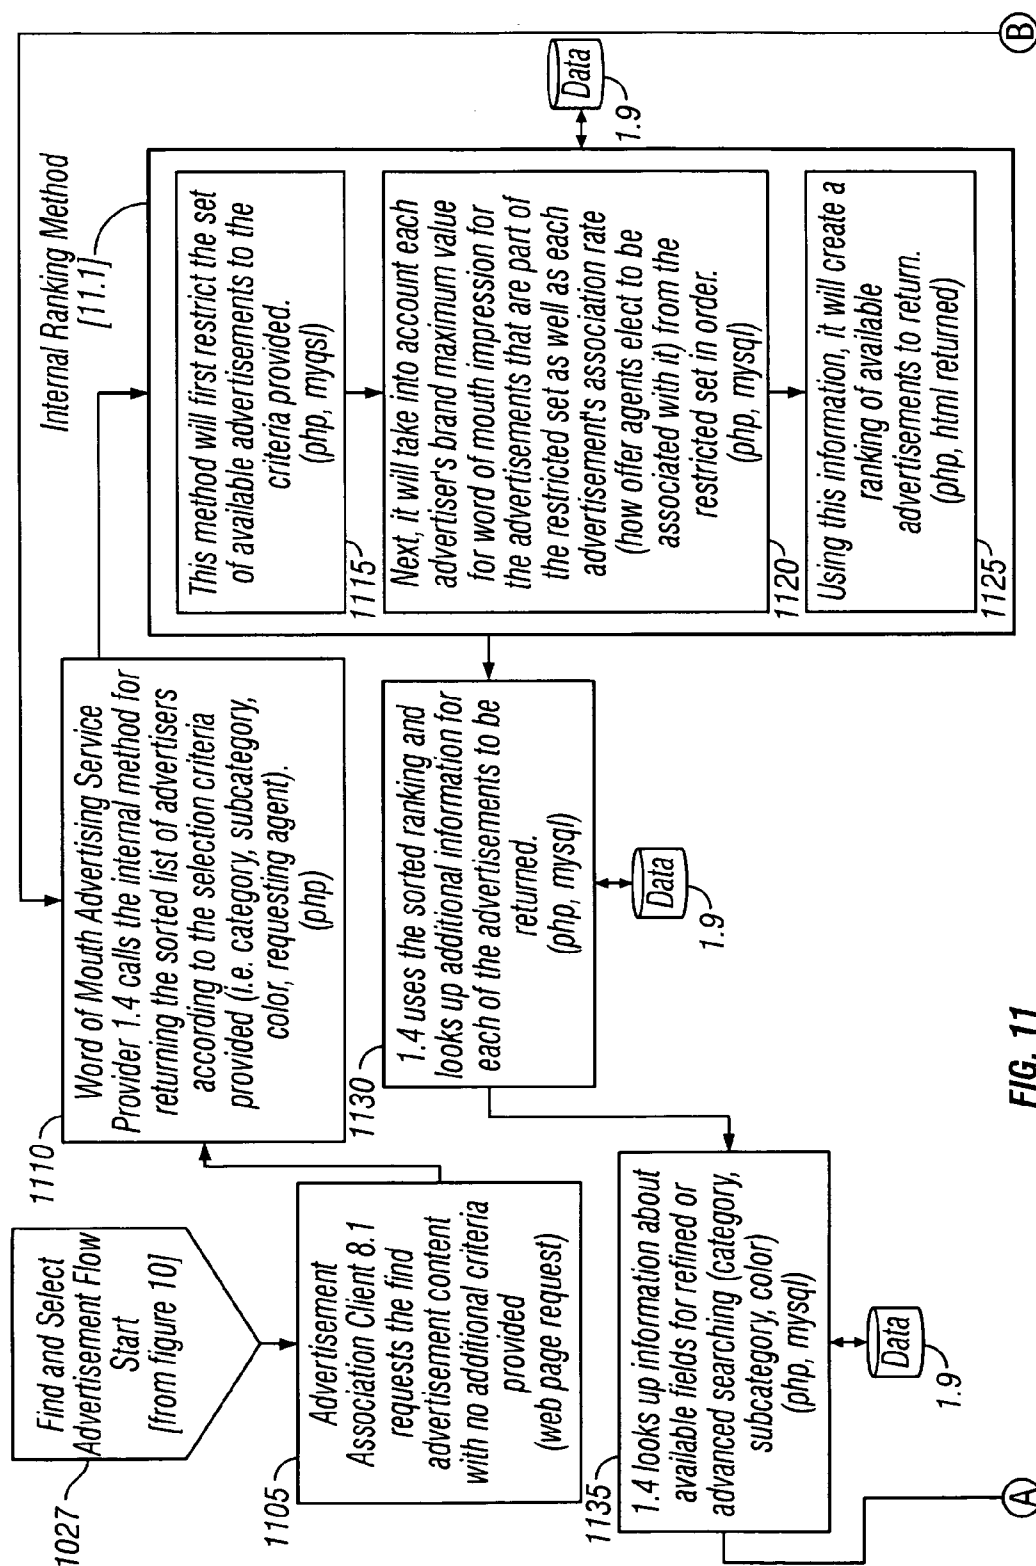 Find and Select
Advertisement Flow
Start
[from figure 10]
1027
Advertisement
Association Client 8.1
requests the find
advertisement content
with no additional criteria
provided
(web page request)
1105
Word of Mouth Advertising Service
Provider 1.4 calls the internal method for
returning the sorted list of advertisers
according to the selection criteria
provided (i.e. category, subcategory,
color, requesting agent).
(php)
1110
Internal Ranking Method
[11.1]
This method will first restrict the set
of available advertisements to the
criteria provided.
(php, myqsl)
1115
Next, it will take into account each
advertiser's brand maximum value
for word of mouth impression for
the advertisements that are part of
the restricted set as well as each
advertisement's association rate
(how offer agents elect to be
associated with it) from the
restricted set in order.
(php, mysql)
1120
Using this information, it will create a
ranking of available
advertisements to return.
(php, html returned)
1125
Data
1.9
1.4 uses the sorted ranking and
looks up additional information for
each of the advertisements to be
returned.
(php, mysql)
1130
Data
1.9
1.4 looks up information about
available fields for refined or
advanced searching (category,
subcategory, color)
(php, mysql)
1135
Data
1.9
A
B
FIG. 11